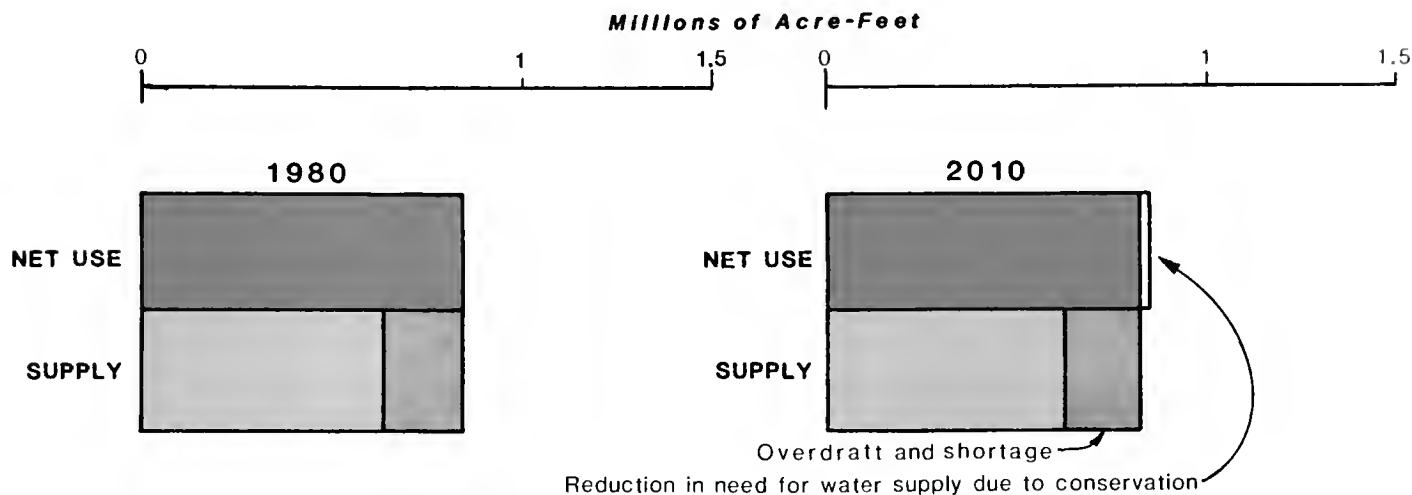 Millions of Acre-Feet
0 1 1.5 0 1 1.5
1980 2010
NET USE NET USE
SUPPLY SUPPLY
Overdratt and shortage
Reduction in need for water supply due to conservation